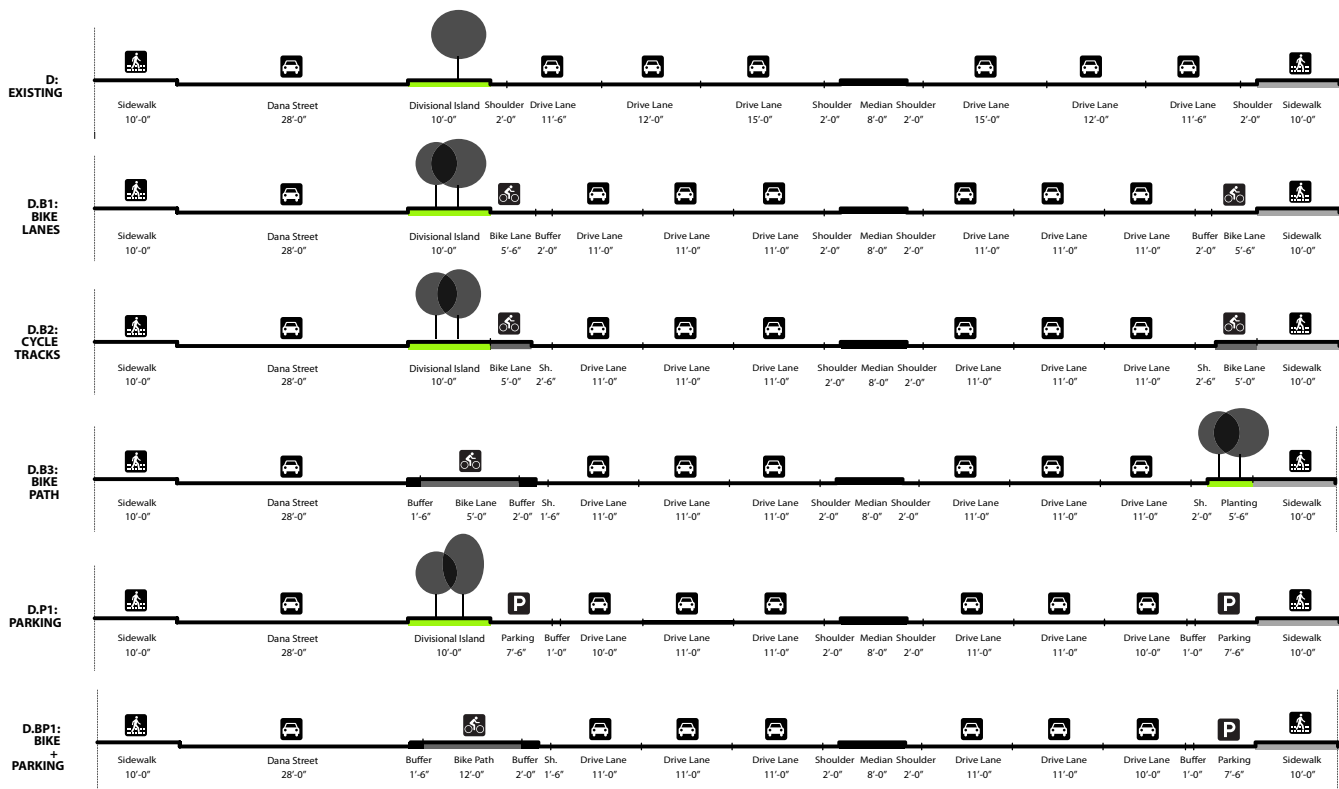 D:
EXISTING
Sidewalk Dana Street Divisional Island Shoulder Drive Lane Drive Lane Drive Lane Shoulder Median Shoulder Drive Lane Drive Lane Drive Lane Shoulder Sidewalk
10'-0" 28'-0" 10'-0" 2'-0" 11'-6" 12'-0" 15'-0" 2'-0" 8'-0" 2'-0" 15'-0" 12'-0" 11'-6" 2'-0" 10'-0"
D.B1:
BIKE
LANES
Sidewalk Dana Street Divisional Island Bike Lane Buffer Drive Lane Drive Lane Drive Lane Shoulder Median Shoulder Drive Lane Drive Lane Drive Lane Buffer Bike Lane Sidewalk
10'-0" 28'-0" 10'-0" 5'-6" 2'-0" 11'-0" 11'-0" 11'-0" 2'-0" 8'-0" 2'-0" 11'-0" 11'-0" 11'-0" 2'-0" 5'-6" 10'-0"
D.B2:
CYCLE
TRACKS
Sidewalk Dana Street Divisional Island Bike Lane Sh. Drive Lane Drive Lane Drive Lane Shoulder Median Shoulder Drive Lane Drive Lane Drive Lane Sh. Bike Lane Sidewalk
10'-0" 28'-0" 10'-0" 5'-0" 2'-6" 11'-0" 11'-0" 11'-0" 2'-0" 8'-0" 2'-0" 11'-0" 11'-0" 11'-0" 2'-6" 5'-0" 10'-0"
D.B3:
BIKE
PATH
Sidewalk Dana Street Buffer Bike Lane Buffer Sh. Drive Lane Drive Lane Drive Lane Shoulder Median Shoulder Drive Lane Drive Lane Drive Lane Sh. Planting Sidewalk
10'-0" 28'-0" 1'-6" 5'-0" 2'-0" 1'-6" 11'-0" 11'-0" 11'-0" 2'-0" 8'-0" 2'-0" 11'-0" 11'-0" 11'-0" 2'-0" 5'-6" 10'-0"
P P
D.P1:
PARKING
Sidewalk Dana Street Divisional Island Parking Buffer Drive Lane Drive Lane Drive Lane Shoulder Median Shoulder Drive Lane Drive Lane Drive Lane Buffer Parking Sidewalk
10'-0" 28'-0" 10'-0" 7'-6" 1'-0" 10'-0" 11'-0" 11'-0" 2'-0" 8'-0" 2'-0" 11'-0" 11'-0" 10'-0" 1'-0" 7'-6" 10'-0"
P
D.BP1:
BIKE
+
PARKING
Sidewalk Dana Street Buffer Bike Path Buffer Sh. Drive Lane Drive Lane Drive Lane Shoulder Median Shoulder Drive Lane Drive Lane Drive Lane Buffer Parking Sidewalk
10'-0" 28'-0" 1'-6" 12'-0" 2'-0" 1'-6" 11'-0" 11'-0" 11'-0" 2'-0" 8'-0" 2'-0" 11'-0" 11'-0" 10'-0" 1'-0" 7'-6" 10'-0"